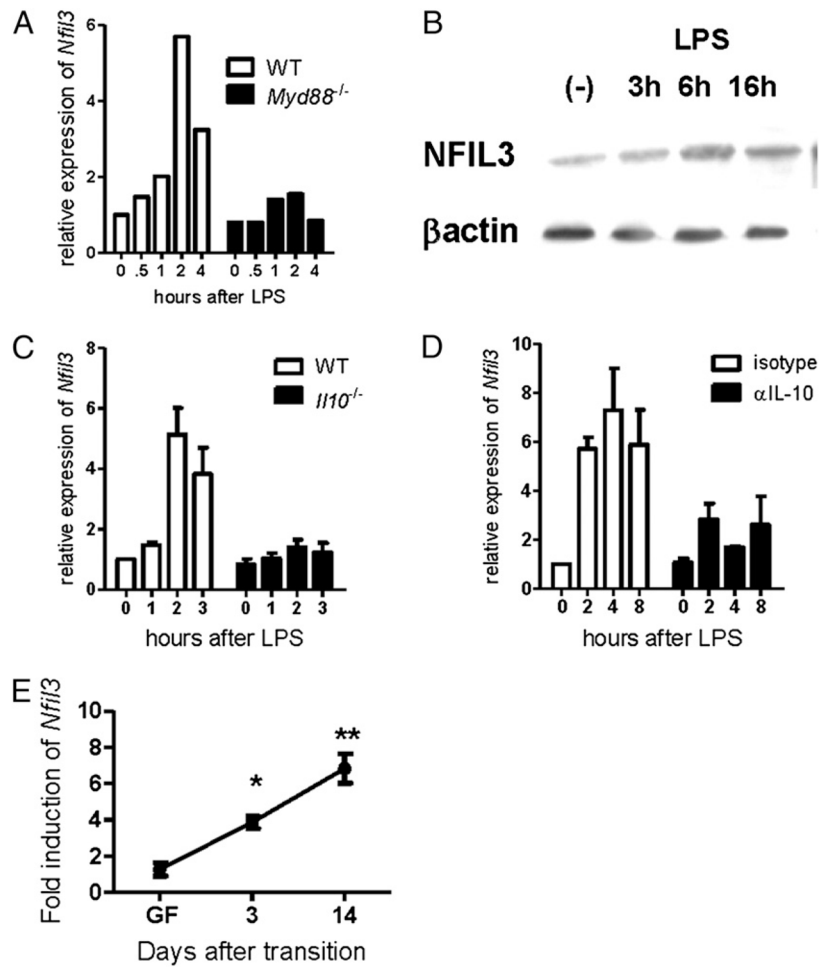 A
relative expression of Nfil3
6
4
2
0
WT
Myd88-/-
0 .5 1 2 4 0 .5 1 2 4
hours after LPS
B
LPS
(-) 3h 6h 16h
NFIL3
βactin
C
relative expression of Nfil3
8
6
4
2
0
WT
Il10-/-
0 1 2 3 0 1 2 3
hours after LPS
D
relative expression of Nfil3
10
8
6
4
2
0
isotype
αIL-10
0 2 4 8 0 2 4 8
hours after LPS
E
Fold induction of Nfil3
10
8
6
4
2
0
*
**
GF 3 14
Days after transition